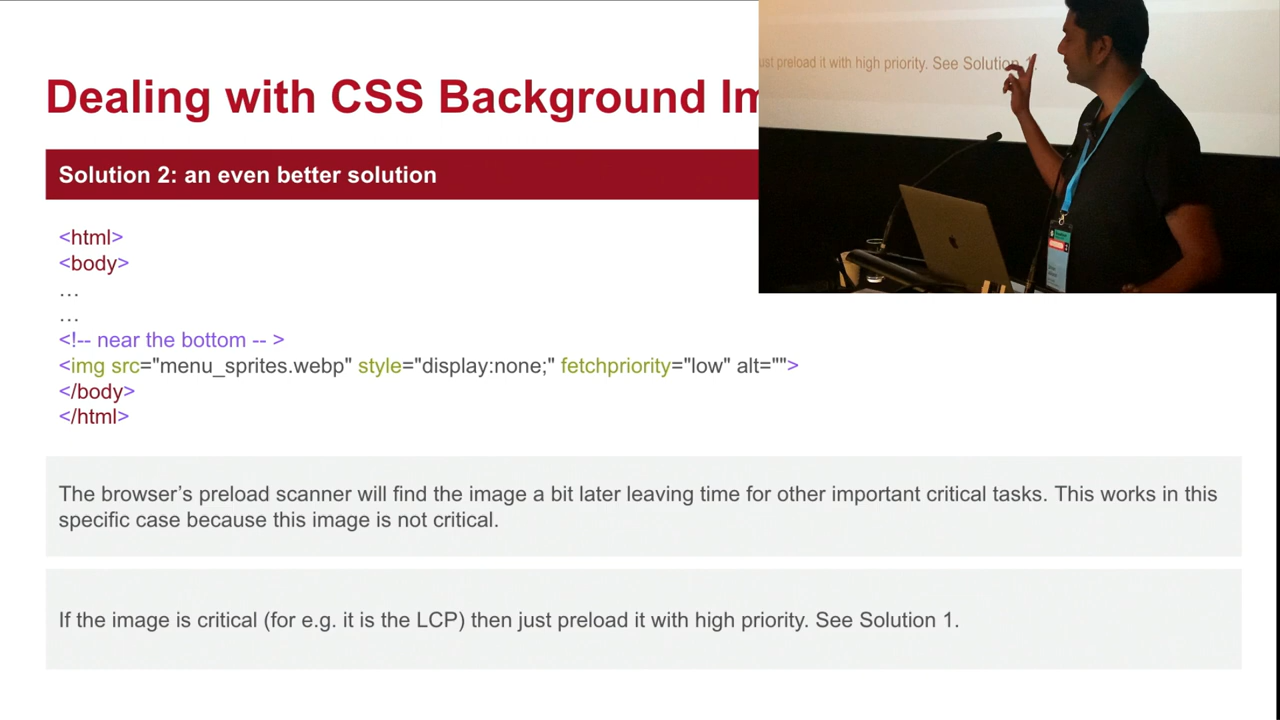 Dealing with CSS Background Im
Solution 2: an even better solution
<html>
<body>
…
…
<!-- near the bottom -- >
<img src="menu_sprites.webp" style="display:none;" fetchpriority="low" alt="">
</body>
</html>
The browser’s preload scanner will find the image a bit later leaving time for other important critical tasks. This works in this
specific case because this image is not critical.
If the image is critical (for e.g. it is the LCP) then just preload it with high priority. See Solution 1.
ust preload it with high priority. See Solution 1.